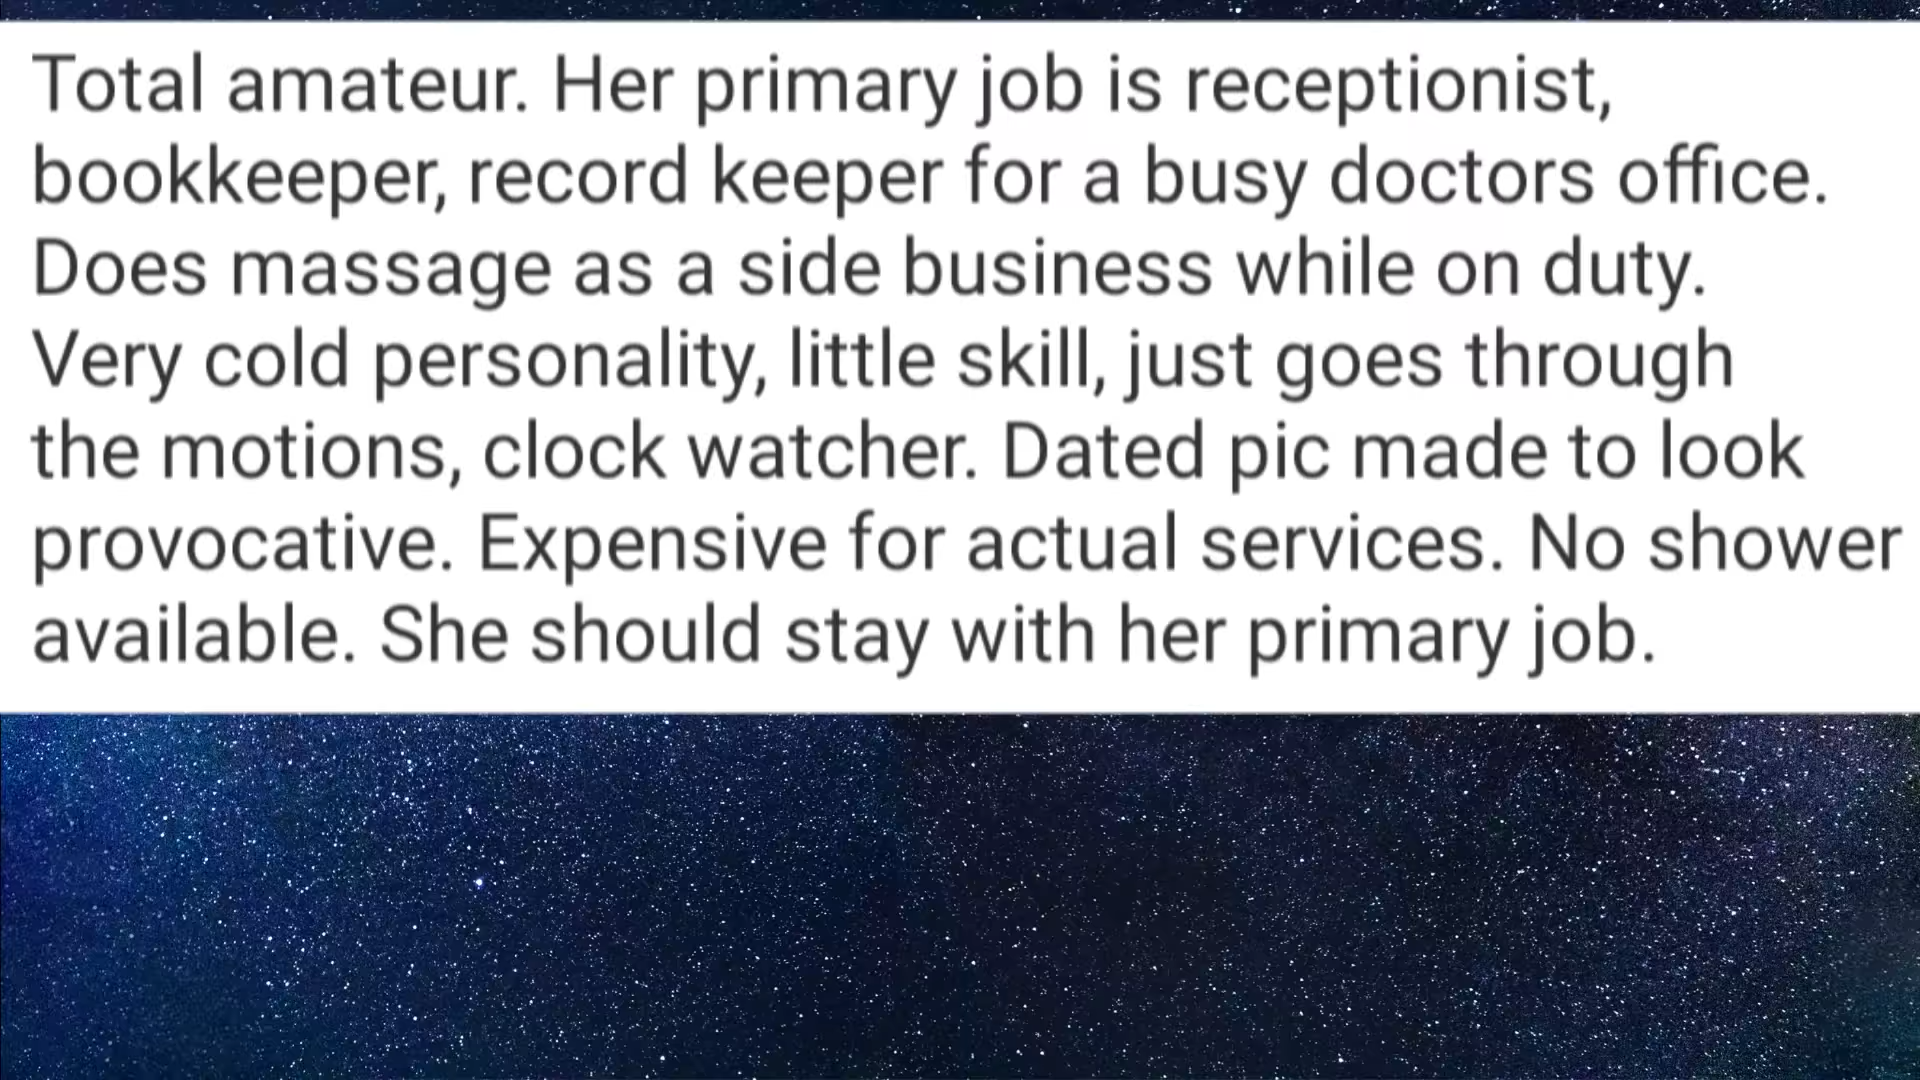 Total amateur. Her primary job is receptionist,
bookkeeper, record keeper for a busy doctors office.
Does massage as a side business while on duty.
Very cold personality, little skill, just goes through
the motions, clock watcher. Dated pic made to look
provocative. Expensive for actual services. No shower
available. She should stay with her primary job.